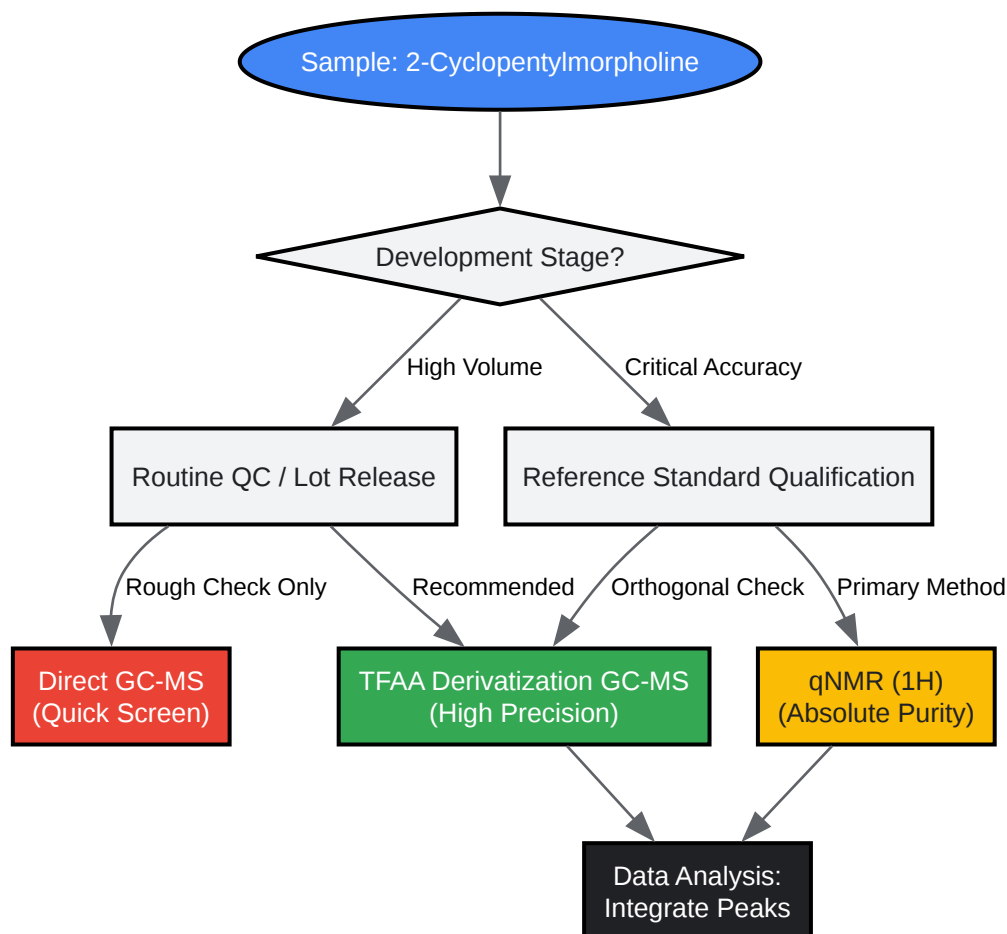 Sample: 2-Cyclopentylmorpholine
Development Stage?
High Volume
Critical Accuracy
Routine QC / Lot Release
Reference Standard Qualification
Rough Check Only
Recommended
Orthogonal Check
Primary Method
Direct GC-MS
(Quick Screen)
TFAA Derivatization GC-MS
(High Precision)
qNMR (1H)
(Absolute Purity)
Data Analysis:
Integrate Peaks